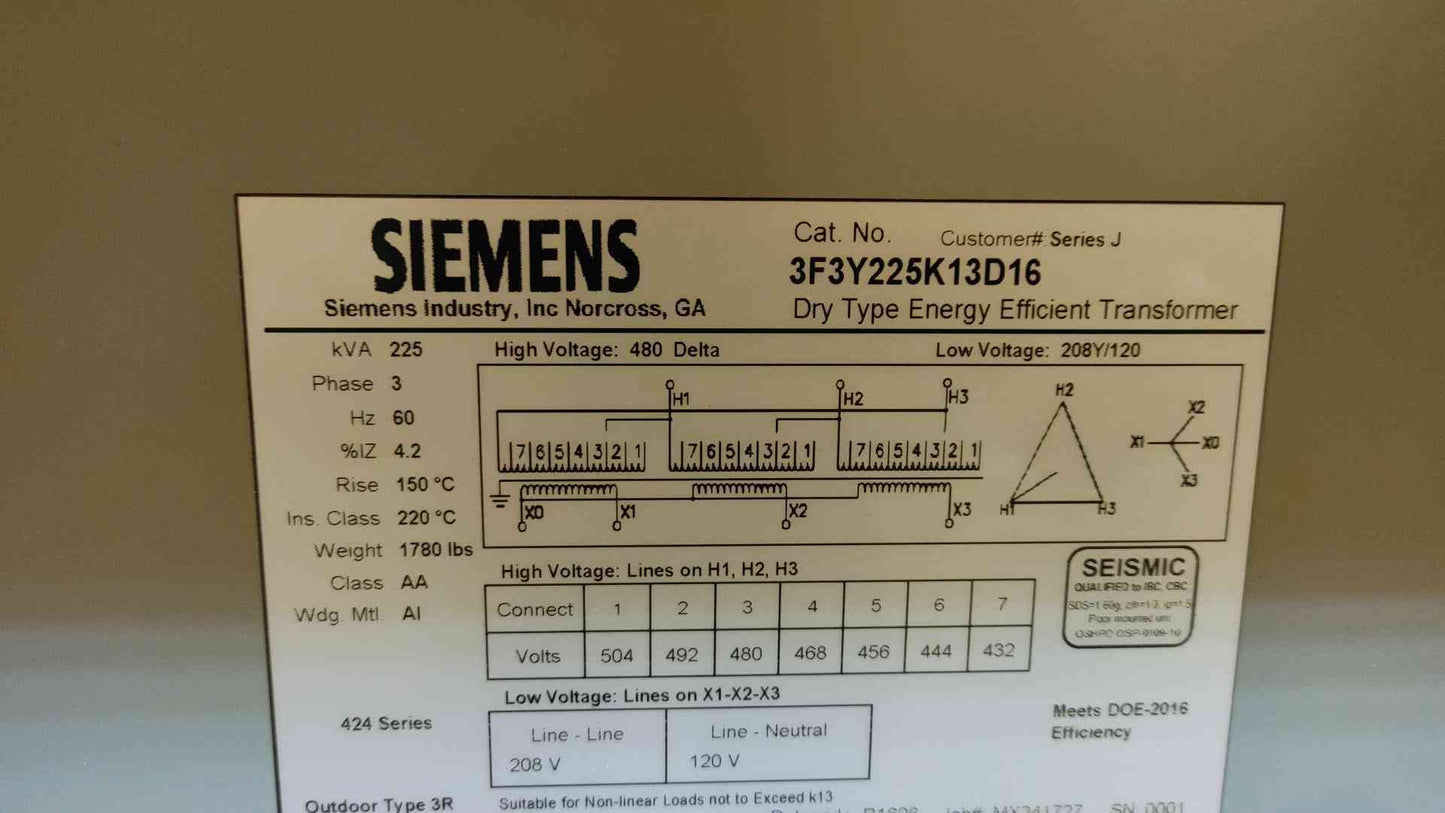 SIEMENS
Siemens Industry, Inc Norcross, GA
Cat. No. Customer#: Series J
3F3Y225K13D16
Dry Type Energy Efficient Transformer
kVA 225
Phase 3
Hz 60
%IZ 4.2
Rise 150 °C
Ins. Class 220 °C
Weight 1780 lbs
Class AA
Wdg. Mtl. Al
424 Series
Outdoor Type 3R
High Voltage: 480 Delta Low Voltage: 208Y/120
H1 H2 H3
7 6 5 4 3 2 1 7 6 5 4 3 2 1 7 6 5 4 3 2 1
X0 X1 X2 X3
H2
H1 H3
X2
X1 X0
X3
High Voltage: Lines on H1, H2, H3
Connect 1 2 3 4 5 6 7
Volts 504 492 480 468 456 444 432
Low Voltage: Lines on X1-X2-X3
Line - Line Line - Neutral
208 V 120 V
Suitable for Non-linear Loads not to Exceed k13
SEISMIC
QUALIFIED to IBC, CBC
Meets DOE-2016
Efficiency
SN: 0001